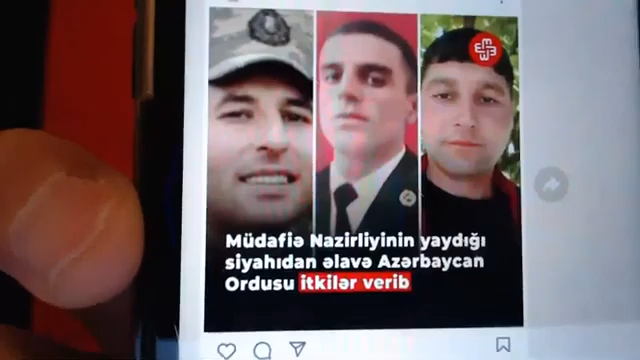 Müdafiə Nazirliyinin yaydığı
siyahıdan əlavə Azərbaycan
Ordusu itkilər verib